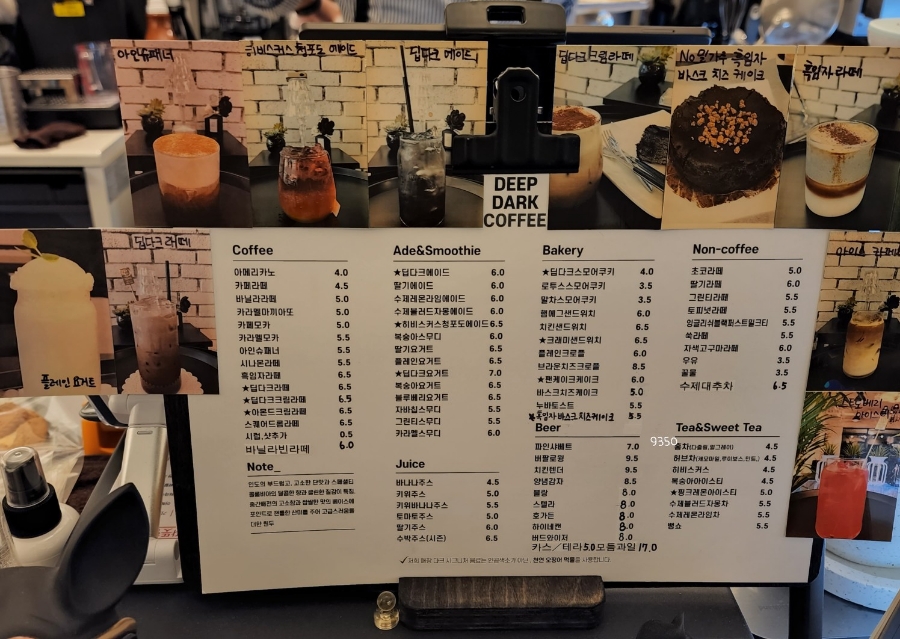 아인슈패너
히비스커스 청포도 에이드
딥다크 에이드
딥다크크림라떼
No밀가루 흑임자
바스크 치즈 케이크
흑임자라떼
DEEP
DARK
COFFEE
딥다크 라떼
플레인 요거트
Coffee
아메리카노 4.0
카페라떼 4.5
바닐라라떼 5.0
카라멜마끼아또 5.0
카페모카 5.0
카라멜모카 5.5
아인슈패너 5.5
시나몬라떼 5.5
흑임자라떼 6.5
★딥다크라떼 6.5
★딥다크크림라떼 6.5
★아몬드크림라떼 6.5
스퀘어드롭라떼 6.5
시럽,샷추가 0.5
바닐라빈라떼 6.0
Note_
Ade&Smoothie
★딥다크에이드 6.0
딸기에이드 6.0
수제레몬라임에이드 6.0
수제블러드자몽에이드 6.0
★히비스커스청포도에이드 6.5
복숭아스무디 6.0
딸기요거트 6.5
플레인요거트 6.5
★딥다크요거트 7.0
복숭아요거트 6.5
블루베리요거트 6.5
자바칩스무디 5.5
그린티스무디 5.5
카라멜스무디 5.5
Juice
바나나주스 4.5
키위주스 5.0
키위바나나주스 5.5
토마토주스 5.0
딸기주스 6.0
수박주스(시즌) 6.5
Bakery
★딥다크스모어쿠키 4.0
로투스스모어쿠키 3.5
말차스모어쿠키 3.5
햄에그샌드위치 6.0
치킨샌드위치 6.5
★크래미샌드위치 6.5
플레인크로플 6.0
브라운치즈크로플 8.5
★팬케이크케이크 6.0
바스크치즈케이크 5.0
누바토스트 5.5
★흑임자바스크치즈케이크 5.5
Beer
파인샤베트 7.0
버팔로윙 9.5
치킨텐더 9.5
양념감자 8.5
블랑 8.0
스텔라 8.0
호가든 8.0
하이네켄 8.0
버드와이저 8.0
카스/테라5.0모듬과일17.0
Non-coffee
초코라떼 5.0
딸기라떼 6.0
그린티라떼 5.5
토피넛라떼 5.5
잉글리쉬블랙퍼스트밀크티 5.5
쑥라떼 5.5
자색고구마라떼 6.0
우유 3.5
꿀물 3.5
수제대추차 6.5
Tea&Sweet Tea
9350
히비스커스 4.5
복숭아아이스티 4.5
★핑크레몬아이스티 5.0
수제블러드자몽티 5.5
수제레몬라임차 5.5
뱅쇼 5.5